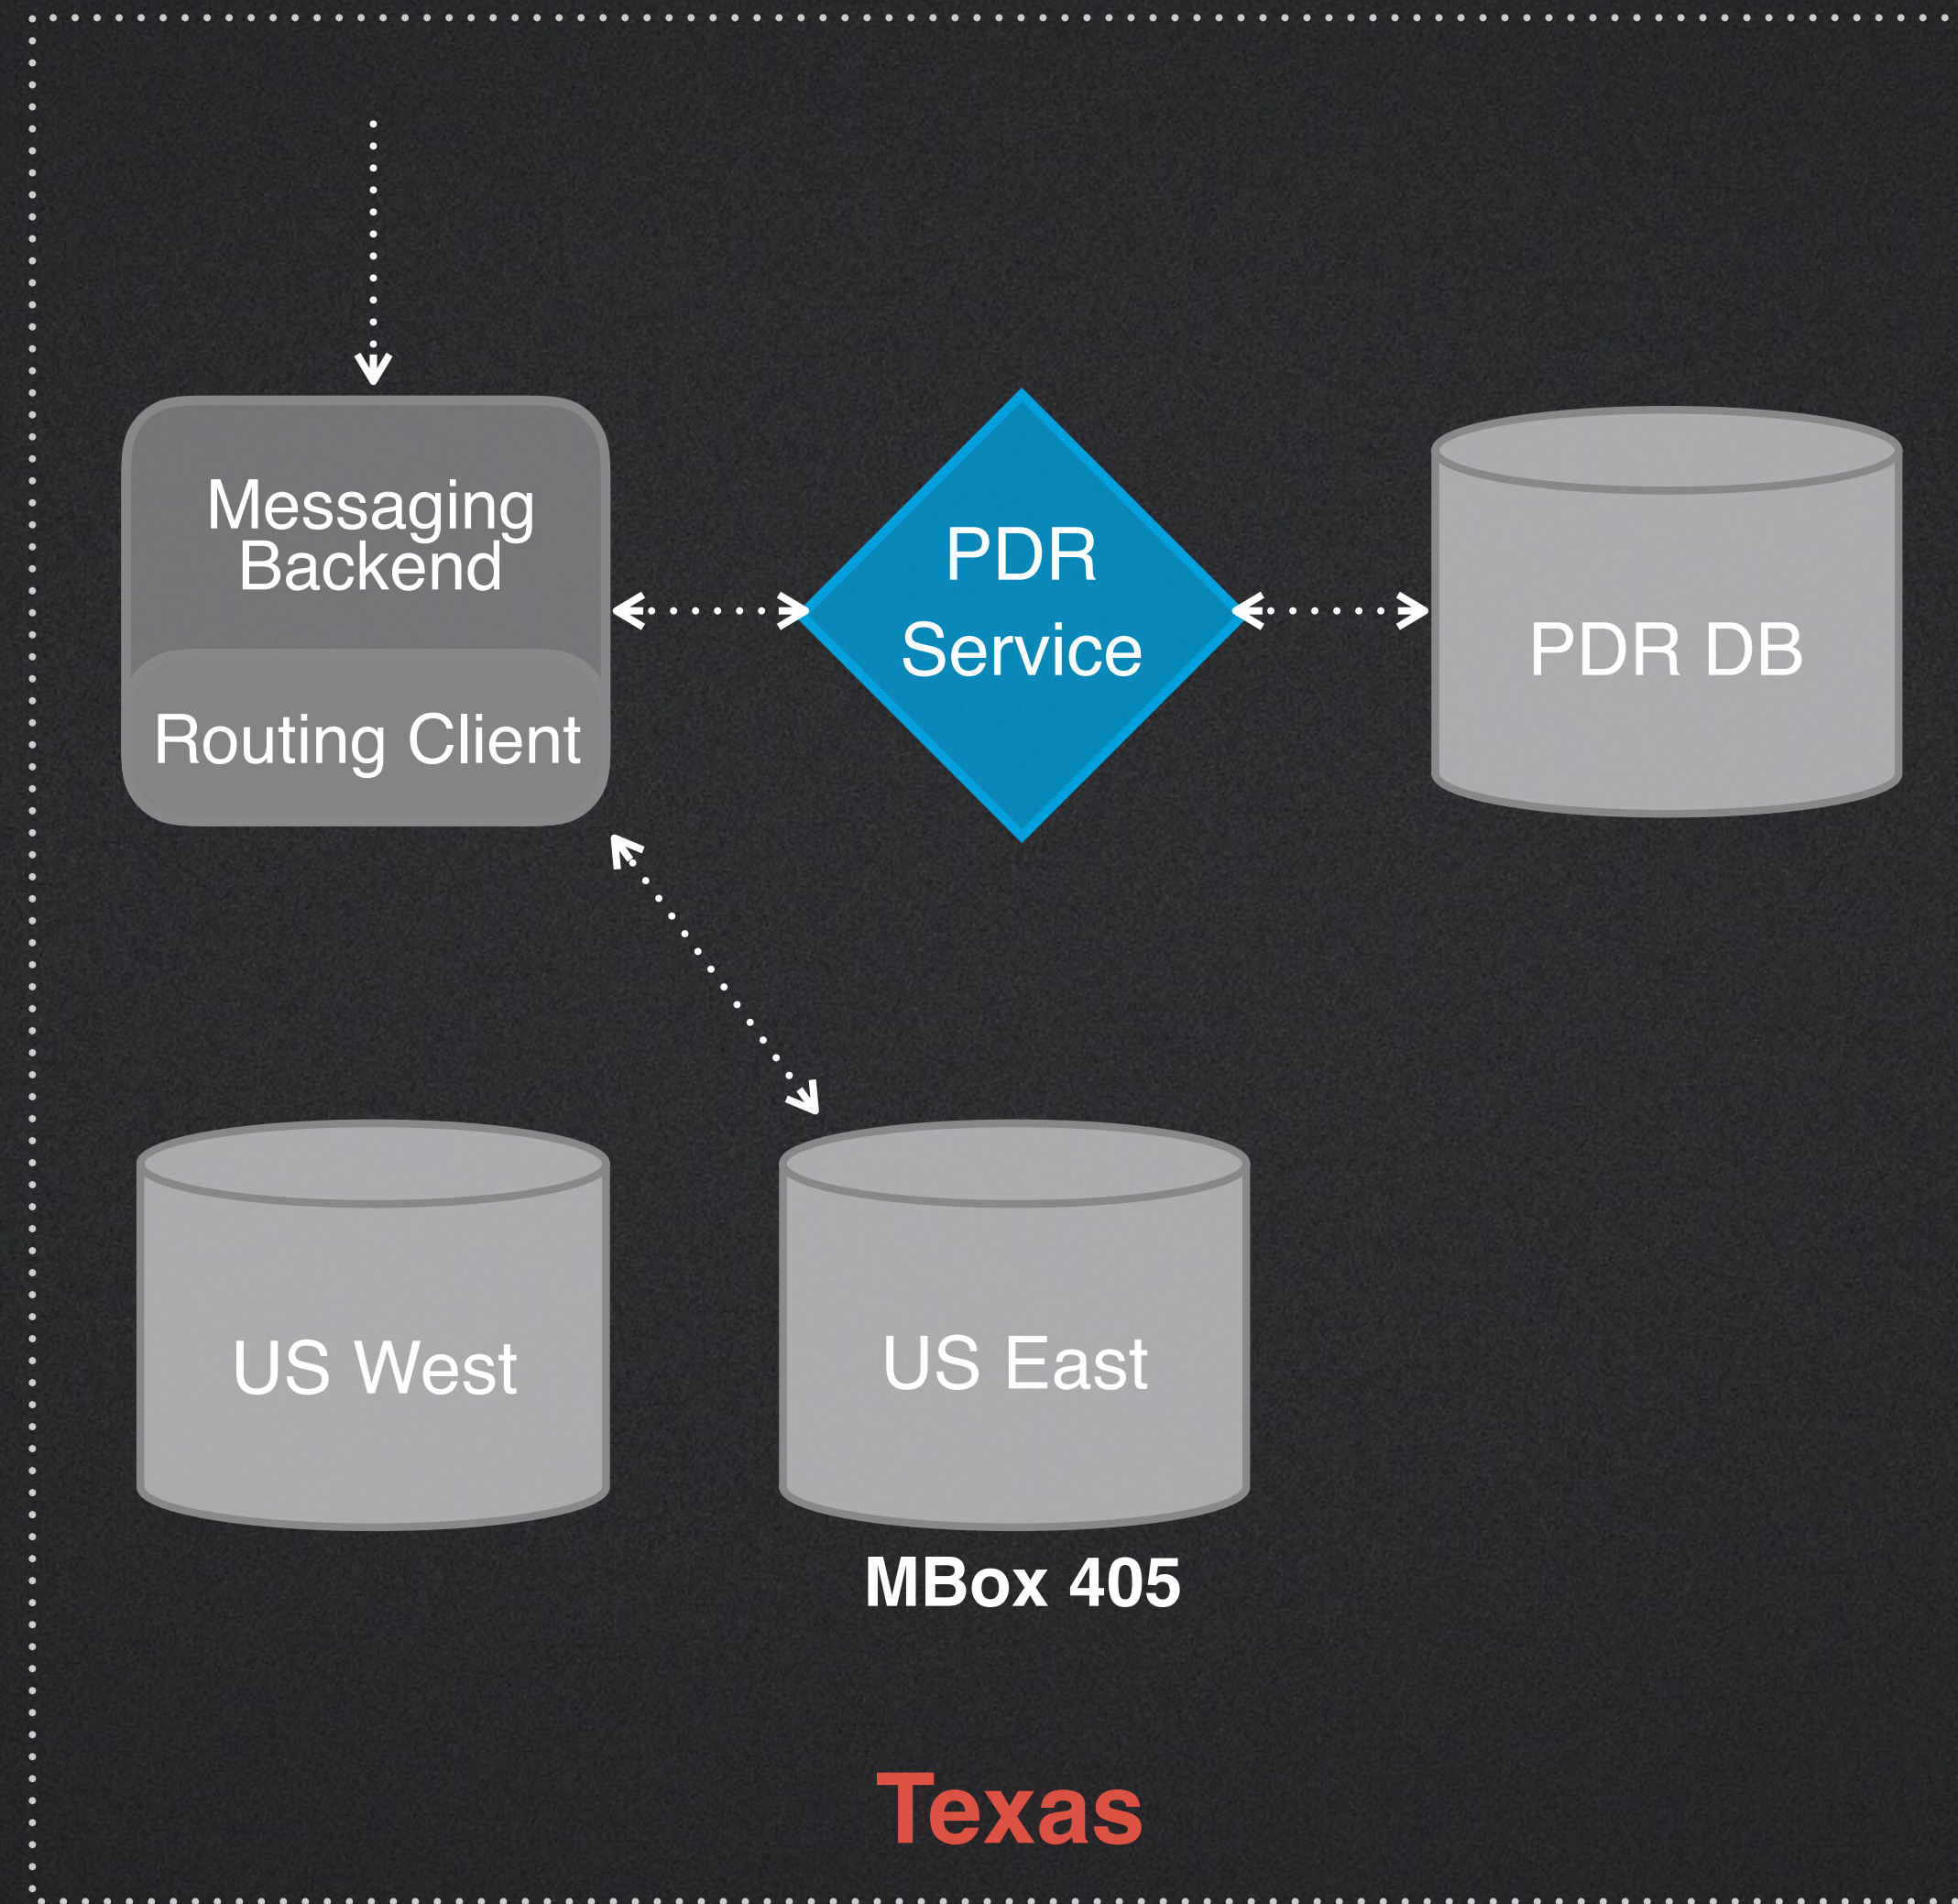 Messaging
Backend
Routing Client
PDR
Service
PDR DB
US West
US East
MBox 405
Texas